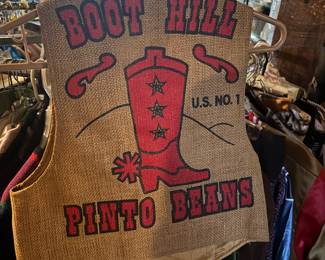 BOOT HILL
U.S. NO. 1
PINTO BEANS